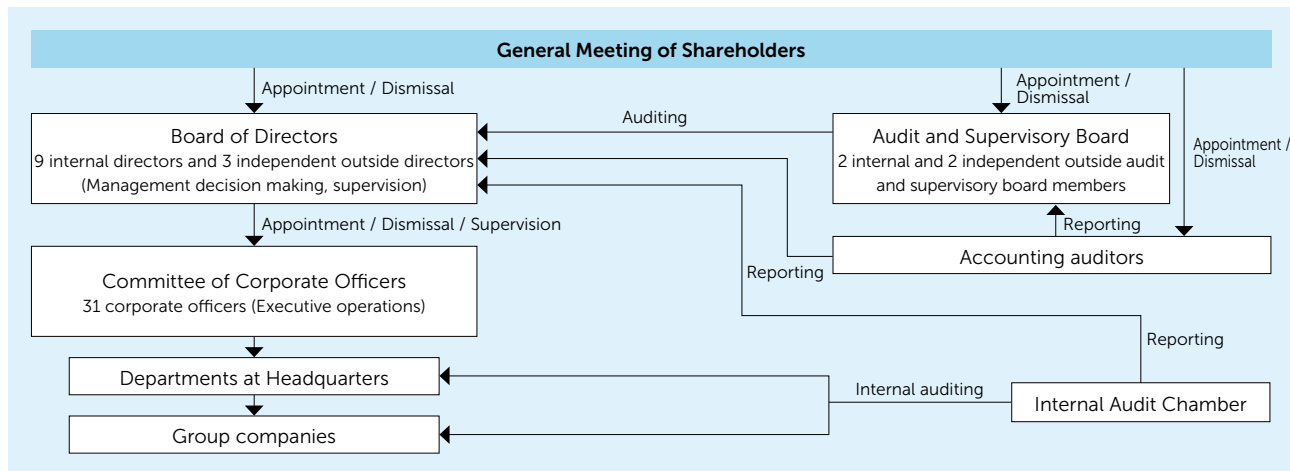 General Meeting of Shareholders
Appointment / Dismissal
Appointment /
Dismissal
Appointment /
Dismissal
Board of Directors
9 internal directors and 3 independent outside directors
(Management decision making, supervision)
Auditing
Audit and Supervisory Board
2 internal and 2 independent outside audit
and supervisory board members
Appointment / Dismissal / Supervision
Reporting
Accounting auditors
Reporting
Committee of Corporate Officers
31 corporate officers (Executive operations)
Reporting
Departments at Headquarters
Internal auditing
Internal Audit Chamber
Group companies